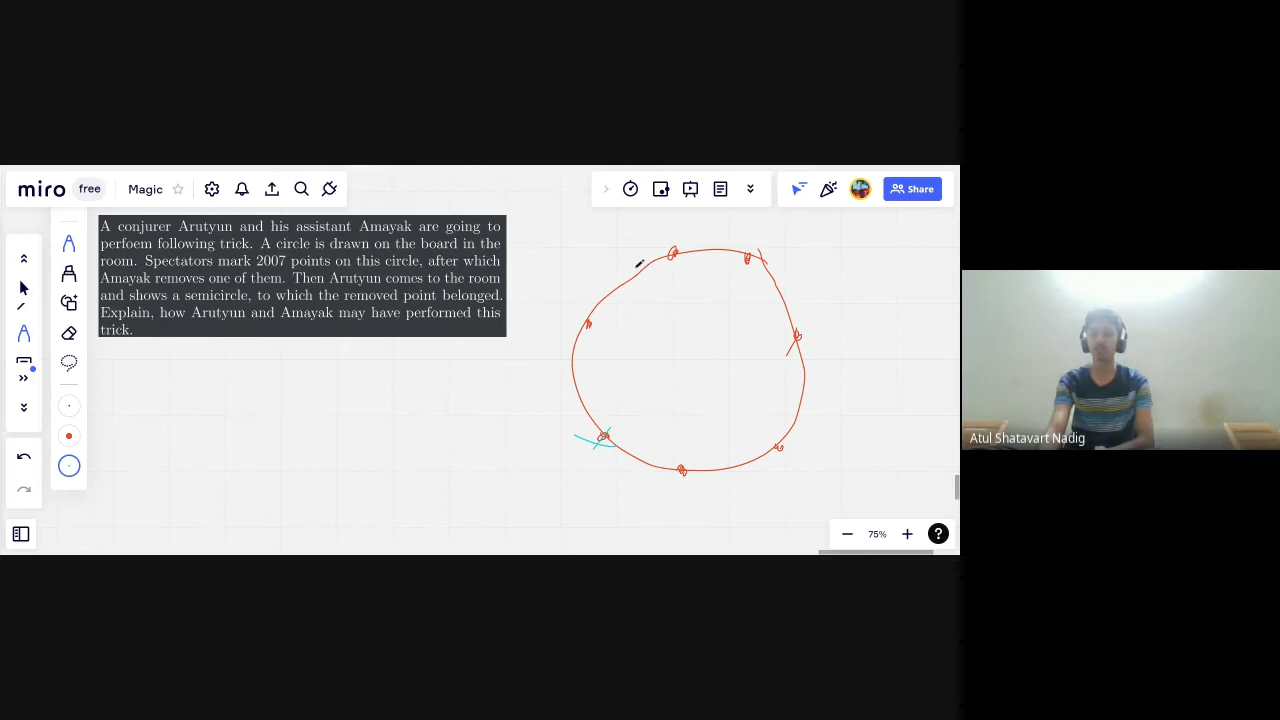 miro free Magic Share
A conjurer Arutyun and his assistant Amayak are going to
perfoem following trick. A circle is drawn on the board in the
room. Spectators mark 2007 points on this circle, after which
Amayak removes one of them. Then Arutyun comes to the room
and shows a semicircle, to which the removed point belonged.
Explain, how Arutyun and Amayak may have performed this
trick.
Atul Shatavart Nadig
75%